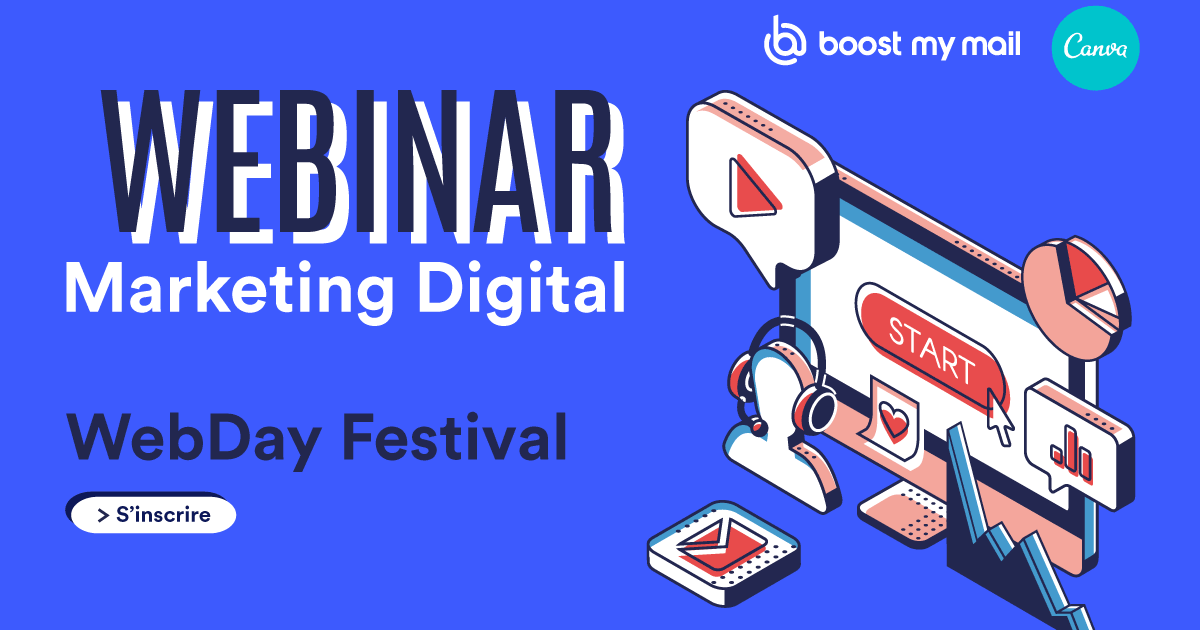 boost my mail
Canva
WEBINAR
Marketing Digital
START
WebDay Festival
> S’inscrire